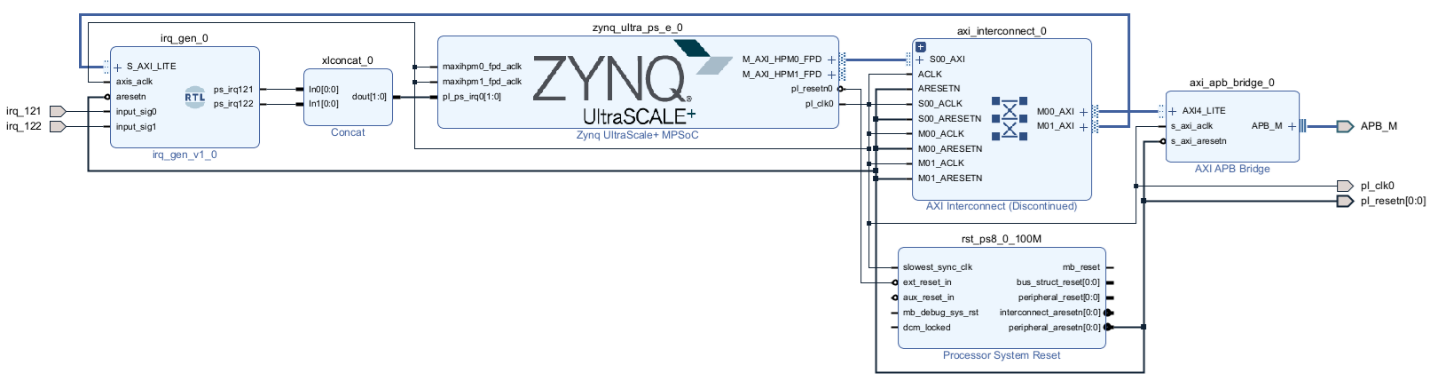 irq_121
irq_122
irq_gen_0
S_AXI_LITE
axis_aclk
aresetn
input_sig0
input_sig1
RTL
ps_irq121
ps_irq122
irq_gen_v1_0
xlconcat_0
In0[0:0]
In1[0:0]
dout[1:0]
Concat
zynq_ultra_ps_e_0
maxihpm0_fpd_aclk
maxihpm1_fpd_aclk
pl_ps_irq0[1:0]
ZYNQ®
UltraSCALE+
M_AXI_HPM0_FPD
M_AXI_HPM1_FPD
pl_resetn0
pl_clk0
Zynq UltraScale+ MPSoC
axi_interconnect_0
S00_AXI
ACLK
ARESETN
S00_ACLK
S00_ARESETN
M00_ACLK
M00_ARESETN
M01_ACLK
M01_ARESETN
M00_AXI
M01_AXI
AXI Interconnect (Discontinued)
axi_apb_bridge_0
AXI4_LITE
s_axi_aclk
s_axi_aresetn
APB_M
AXI APB Bridge
APB_M
pl_clk0
pl_resetn[0:0]
rst_ps8_0_100M
slowest_sync_clk
ext_reset_in
aux_reset_in
mb_debug_sys_rst
dcm_locked
mb_reset
bus_struct_reset[0:0]
peripheral_reset[0:0]
interconnect_aresetn[0:0]
peripheral_aresetn[0:0]
Processor System Reset